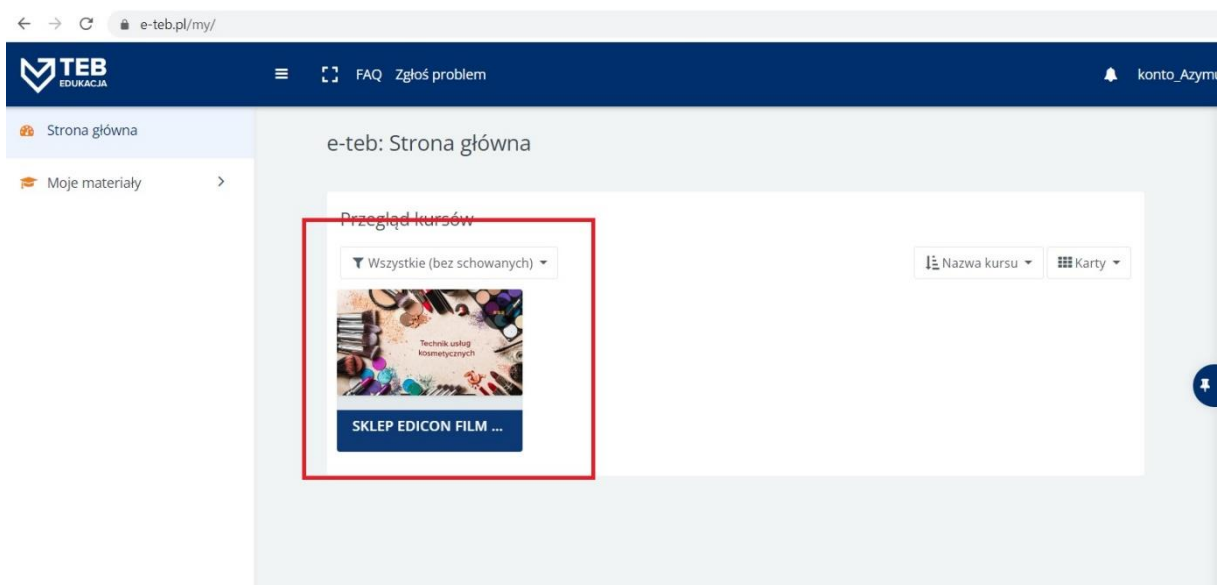 e-teb.pl/my/
TEB
EDUKACJA
FAQ Zgłoś problem
konto_Azymu
Strona główna
Moje materiały
e-teb: Strona główna
Przegląd kursów
Wszystkie (bez schowanych)
Nazwa kursu
Karty
Technik usług
kosmetycznych
SKLEP EDICON FILM ...